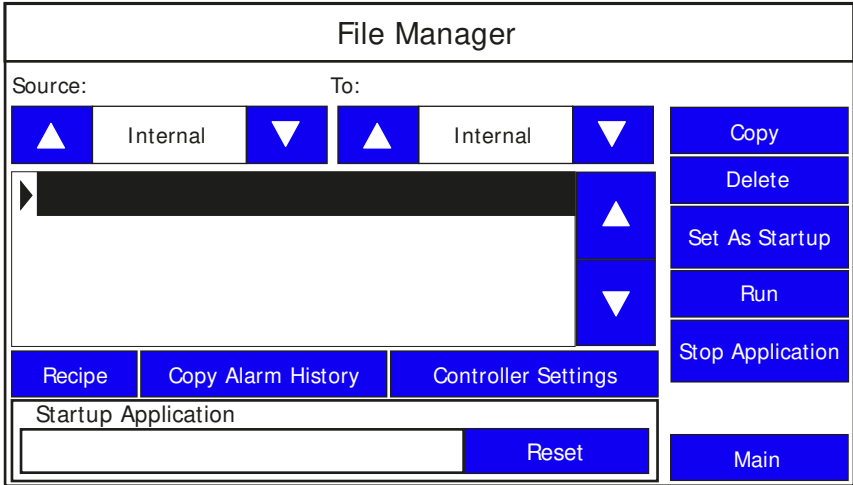 File Manager
Source: To:
Internal Internal
Copy
Delete
Set As Startup
Run
Stop Application
Recipe Copy Alarm History Controller Settings
Startup Application
Reset
Main